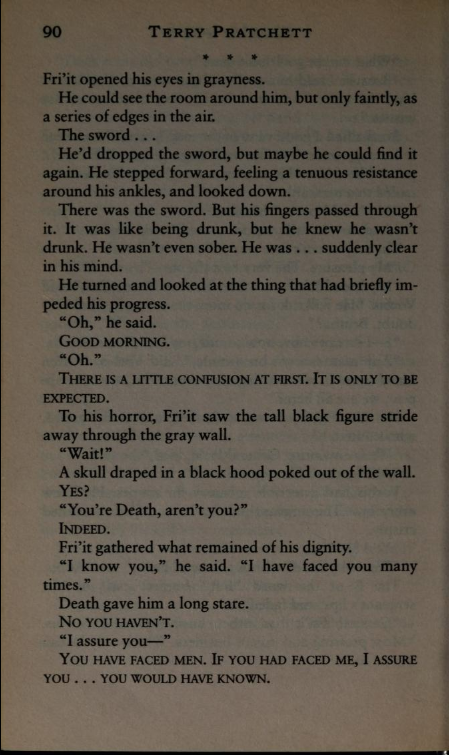 90 TERRY PRATCHETT
* * *
Fri'it opened his eyes in grayness.
He could see the room around him, but only faintly, as
a series of edges in the air.
The sword . . .
He'd dropped the sword, but maybe he could find it
again. He stepped forward, feeling a tenuous resistance
around his ankles, and looked down.
There was the sword. But his fingers passed through
it. It was like being drunk, but he knew he wasn't
drunk. He wasn't even sober. He was . . . suddenly clear
in his mind.
He turned and looked at the thing that had briefly im-
peded his progress.
"Oh," he said.
GOOD MORNING.
"Oh."
THERE IS A LITTLE CONFUSION AT FIRST. IT IS ONLY TO BE
EXPECTED.
To his horror, Fri'it saw the tall black figure stride
away through the gray wall.
"Wait!"
A skull draped in a black hood poked out of the wall.
YES?
"You're Death, aren't you?"
INDEED.
Fri'it gathered what remained of his dignity.
"I know you," he said. "I have faced you many
times."
Death gave him a long stare.
NO YOU HAVEN'T.
"I assure you—"
YOU HAVE FACED MEN. IF YOU HAD FACED ME, I ASSURE
YOU . . . YOU WOULD HAVE KNOWN.